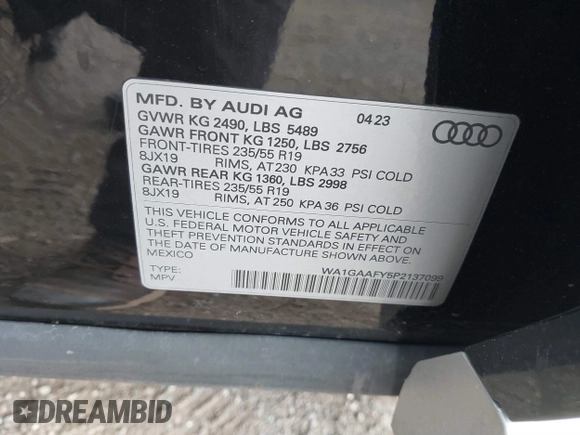 MFD. BY AUDI AG 04 23
GVWR KG 2490, LBS 5489
GAWR FRONT KG 1250, LBS 2756
FRONT-TIRES 235/55 R19
8JX19 RIMS, AT 230 KPA 33 PSI COLD
GAWR REAR KG 1360, LBS 2998
REAR-TIRES 235/55 R19
8JX19 RIMS, AT 250 KPA 36 PSI COLD
THIS VEHICLE CONFORMS TO ALL APPLICABLE
U.S. FEDERAL MOTOR VEHICLE SAFETY AND
THEFT PREVENTION STANDARDS IN EFFECT ON
THE DATE OF MANUFACTURE SHOWN ABOVE.
MEXICO
TYPE: WA1GAAFY5P2137099
MPV
DREAMBID